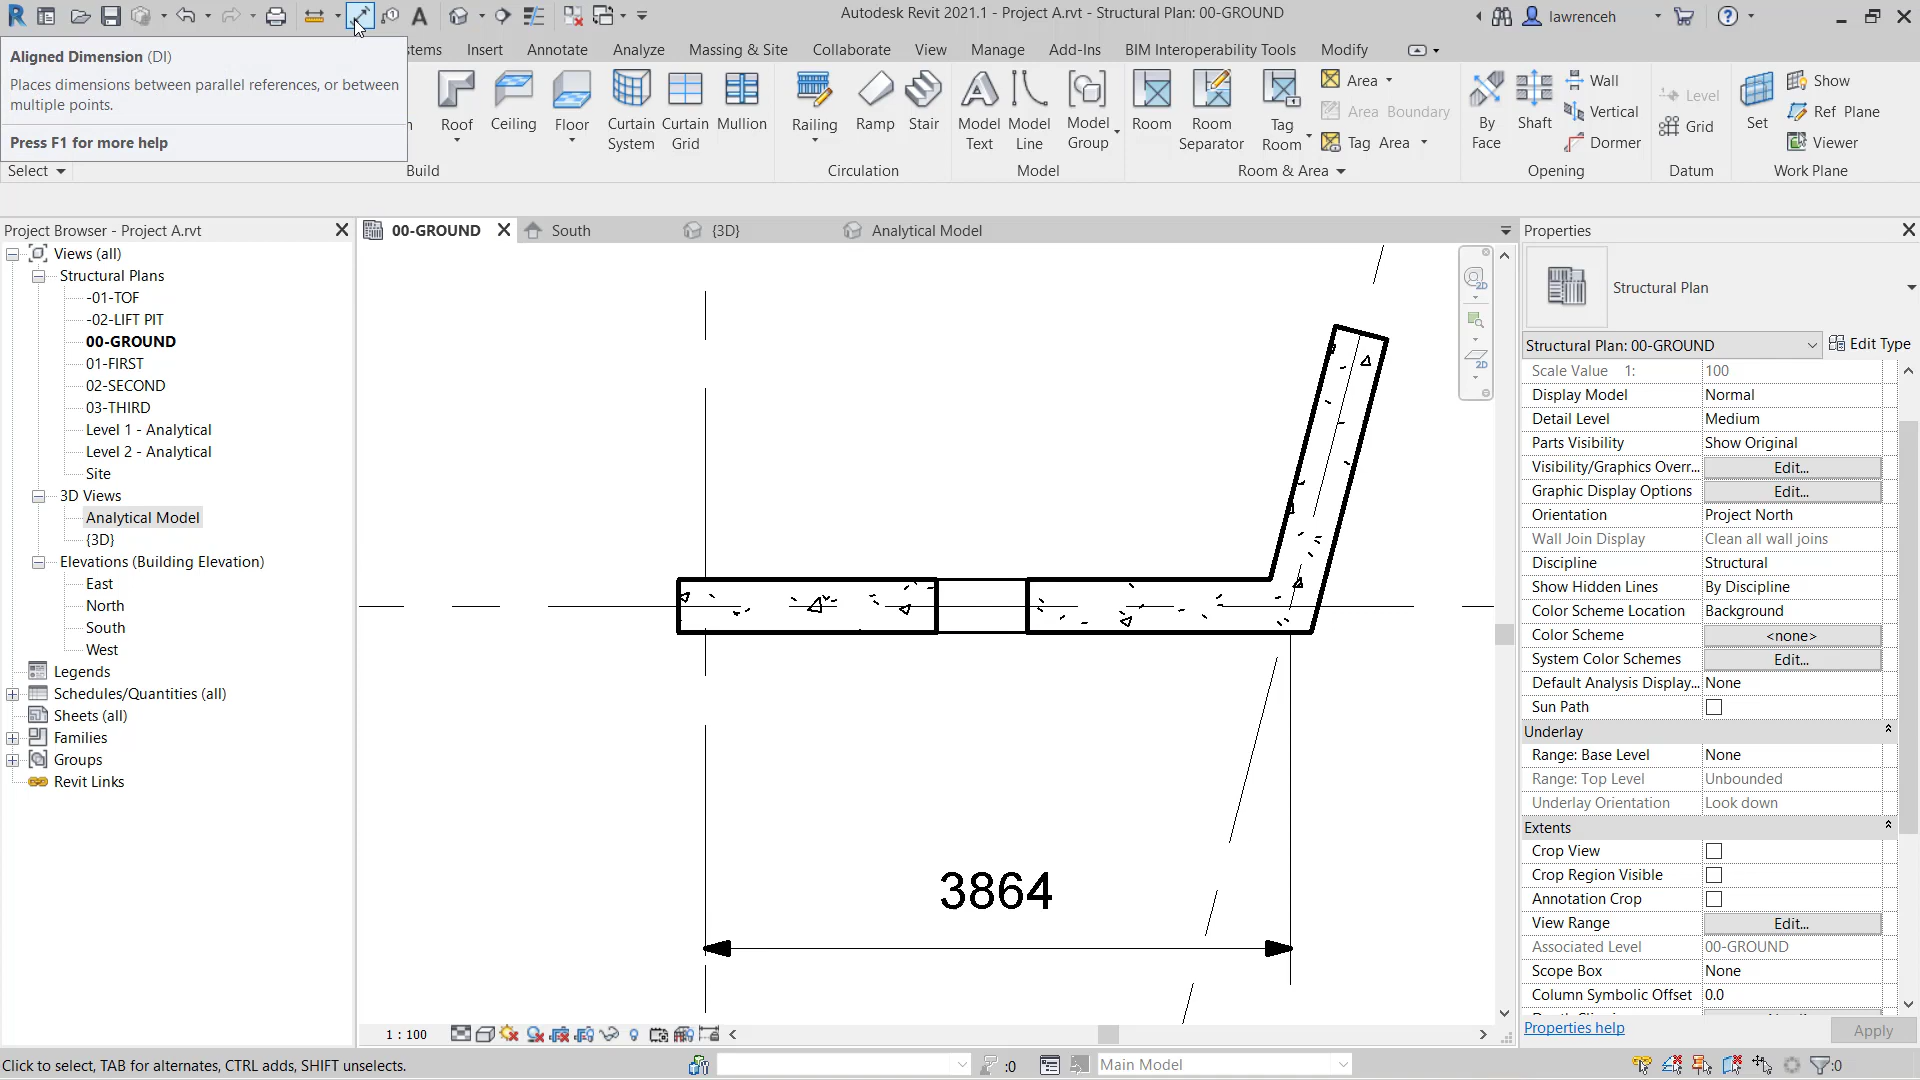 Autodesk Revit 2021.1 - Project A.rvt - Structural Plan: 00-GROUND
lawrenceh
Aligned Dimension (DI)
Places dimensions between parallel references, or between
multiple points.
Press F1 for more help
Insert
Annotate
Analyze
Massing & Site
Collaborate
View
Manage
Add-Ins
BIM Interoperability Tools
Modify
Roof
Ceiling
Floor
Curtain
System
Curtain
Grid
Mullion
Railing
Ramp
Stair
Model
Text
Model
Line
Model
Group
Room
Room
Separator
Tag
Room
Area
Area Boundary
Tag Area
By
Face
Shaft
Wall
Vertical
Dormer
Level
Grid
Set
Show
Ref Plane
Viewer
Select
Build
Circulation
Model
Room & Area
Opening
Datum
Work Plane
Project Browser - Project A.rvt
Views (all)
Structural Plans
-01-TOF
-02-LIFT PIT
00-GROUND
01-FIRST
02-SECOND
03-THIRD
Level 1 - Analytical
Level 2 - Analytical
Site
3D Views
Analytical Model
{3D}
Elevations (Building Elevation)
East
North
South
West
Legends
Schedules/Quantities (all)
Sheets (all)
Families
Groups
Revit Links
00-GROUND
South
{3D}
Analytical Model
2D
2D
3864
1 : 100
Properties
Structural Plan
Structural Plan: 00-GROUND
Edit Type
Scale Value 1: 100
Display Model Normal
Detail Level Medium
Parts Visibility Show Original
Visibility/Graphics Overr... Edit...
Graphic Display Options Edit...
Orientation Project North
Wall Join Display Clean all wall joins
Discipline Structural
Show Hidden Lines By Discipline
Color Scheme Location Background
Color Scheme <none>
System Color Schemes Edit...
Default Analysis Display... None
Sun Path
Underlay
Range: Base Level None
Range: Top Level Unbounded
Underlay Orientation Look down
Extents
Crop View
Crop Region Visible
Annotation Crop
View Range Edit...
Associated Level 00-GROUND
Scope Box None
Column Symbolic Offset 0.0
Properties help
Apply
Click to select, TAB for alternates, CTRL adds, SHIFT unselects.
:0
Main Model
:0